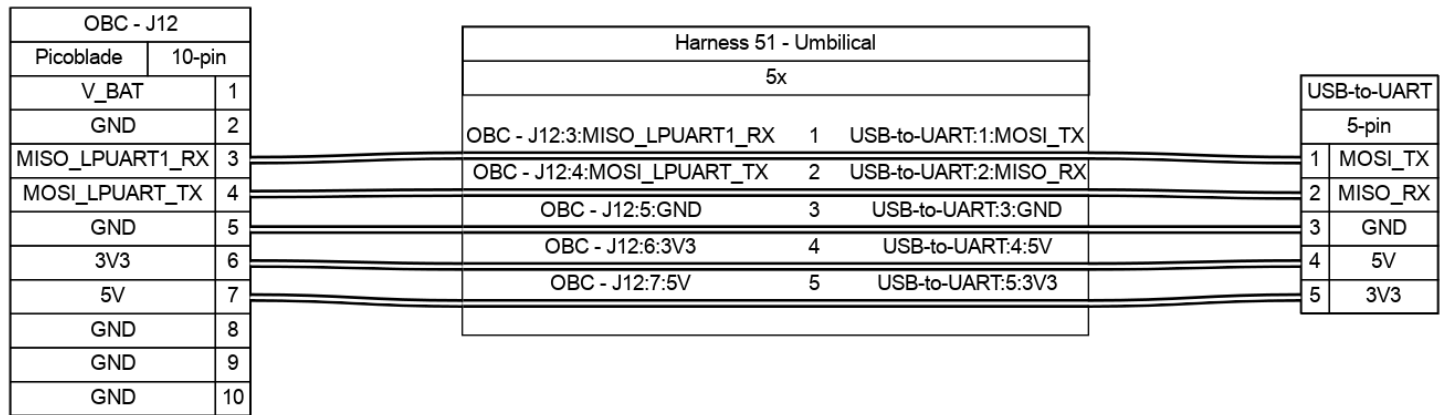 OBC - J12
Picoblade 10-pin
V_BAT 1
GND 2
MISO_LPUART1_RX 3
MOSI_LPUART_TX 4
GND 5
3V3 6
5V 7
GND 8
GND 9
GND 10
Harness 51 - Umbilical
5x
OBC - J12:3:MISO_LPUART1_RX 1 USB-to-UART:1:MOSI_TX
OBC - J12:4:MOSI_LPUART_TX 2 USB-to-UART:2:MISO_RX
OBC - J12:5:GND 3 USB-to-UART:3:GND
OBC - J12:6:3V3 4 USB-to-UART:4:5V
OBC - J12:7:5V 5 USB-to-UART:5:3V3
USB-to-UART
5-pin
1 MOSI_TX
2 MISO_RX
3 GND
4 5V
5 3V3